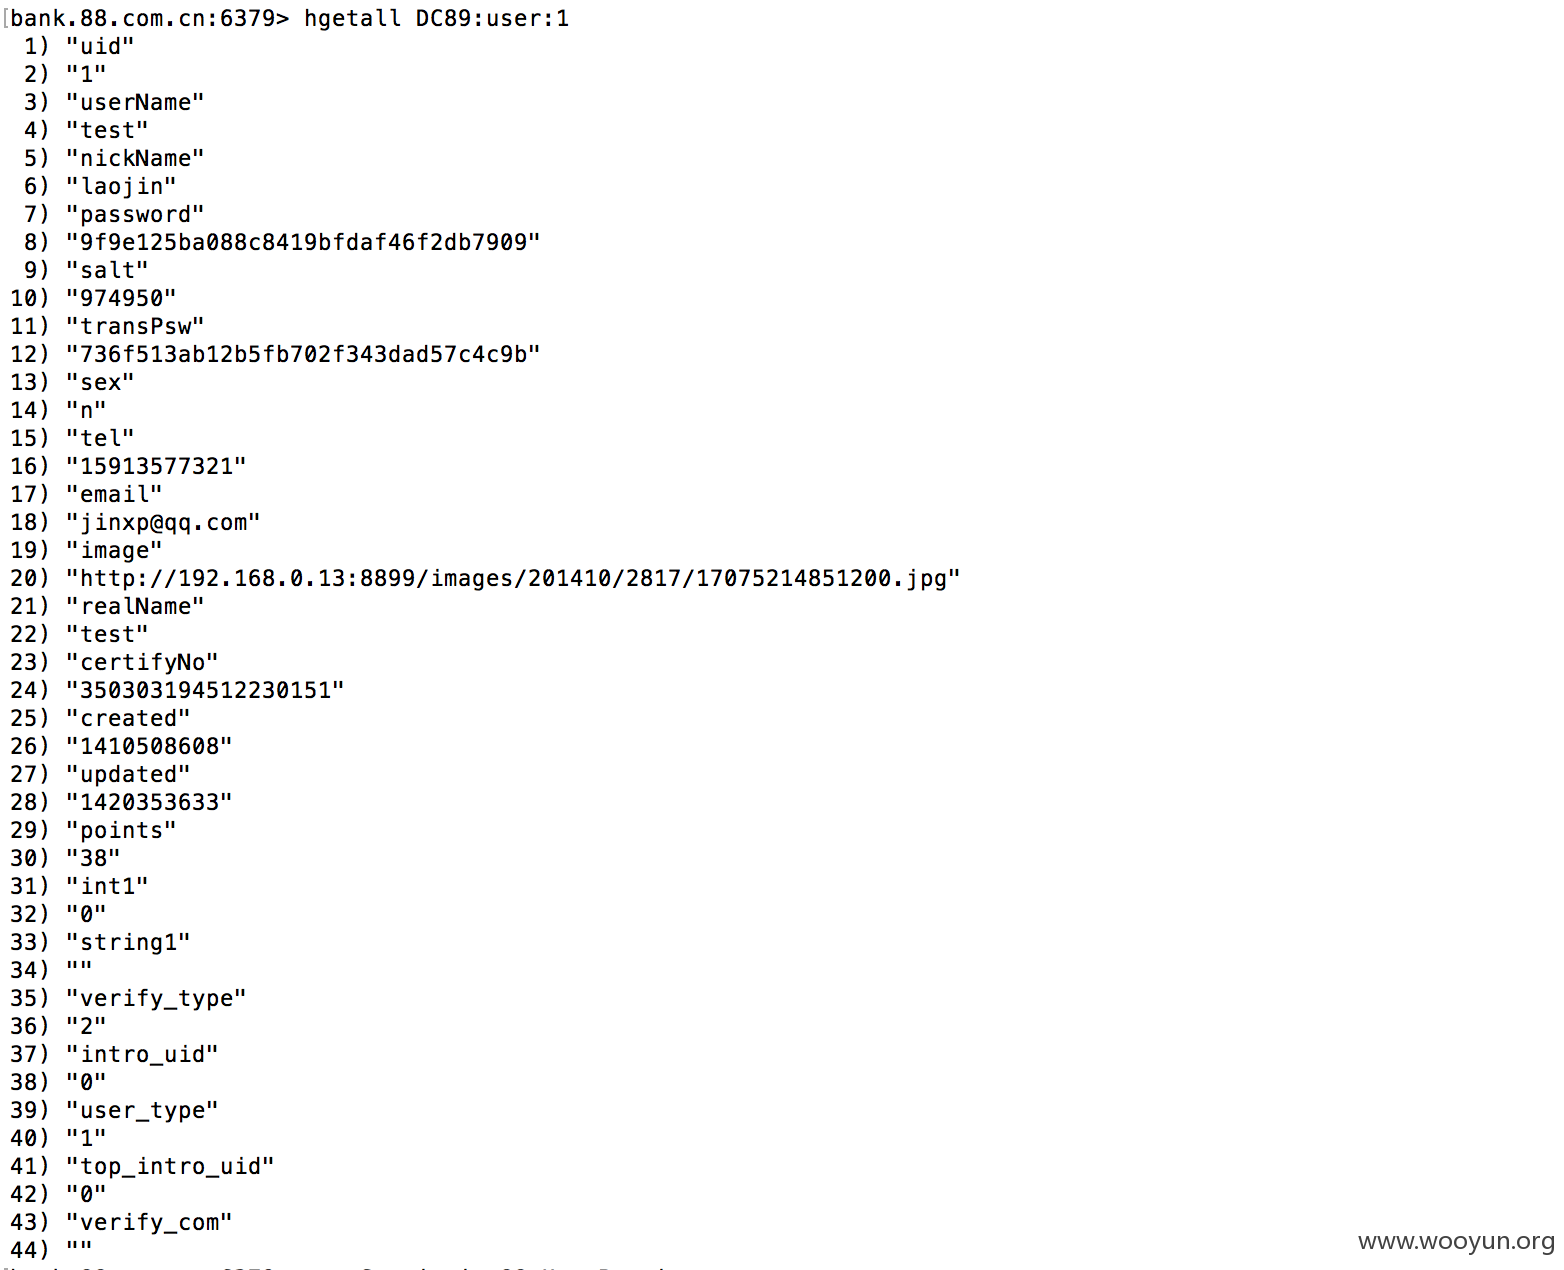 [bank.88.com.cn:6379> hgetall DC89:user:1
1) "uid"
2) "1"
3) "userName"
4) "test"
5) "nickName"
6) "laojin"
7) "password"
8) "9f9e125ba088c8419bfdaf46f2db7909"
9) "salt"
10) "974950"
11) "transPsw"
12) "736f513ab12b5fb702f343dad57c4c9b"
13) "sex"
14) "n"
15) "tel"
16) "15913577321"
17) "email"
18) "jinxp@qq.com"
19) "image"
20) "http://192.168.0.13:8899/images/201410/2817/17075214851200.jpg"
21) "realName"
22) "test"
23) "certifyNo"
24) "350303194512230151"
25) "created"
26) "1410508608"
27) "updated"
28) "1420353633"
29) "points"
30) "38"
31) "int1"
32) "0"
33) "string1"
34) ""
35) "verify_type"
36) "2"
37) "intro_uid"
38) "0"
39) "user_type"
40) "1"
41) "top_intro_uid"
42) "0"
43) "verify_com"
44) ""
www.wooyun.org